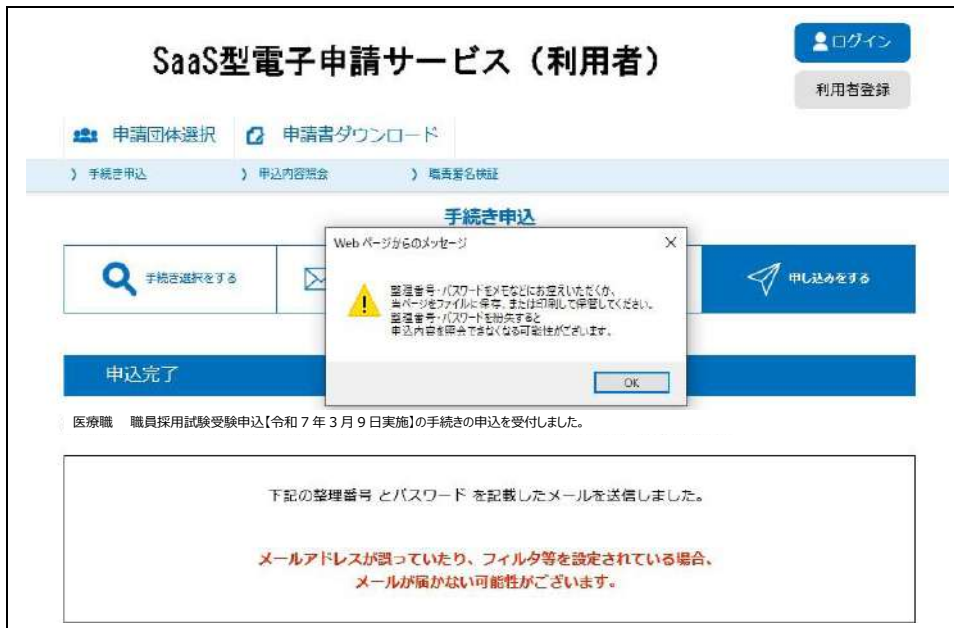 SaaS型電子申請サービス（利用者）
ログイン
利用者登録
申請団体選択
申請書ダウンロード
手続き申込
申込内容照会
職責署名検証
手続き申込
手続き選択をする
申し込みをする
Web ページからのメッセージ
整理番号・パスワードをメモなどにお控えいただくか、
当ページをファイルに保存、または印刷して保管してください。
整理番号・パスワードを紛失すると
申込内容を照会できなくなる可能性がございます。
OK
申込完了
医療職　職員採用試験受験申込【令和７年３月９日実施】の手続きの申込を受付しました。
下記の整理番号 とパスワード を記載したメールを送信しました。
メールアドレスが誤っていたり、フィルタ等を設定されている場合、
メールが届かない可能性がございます。